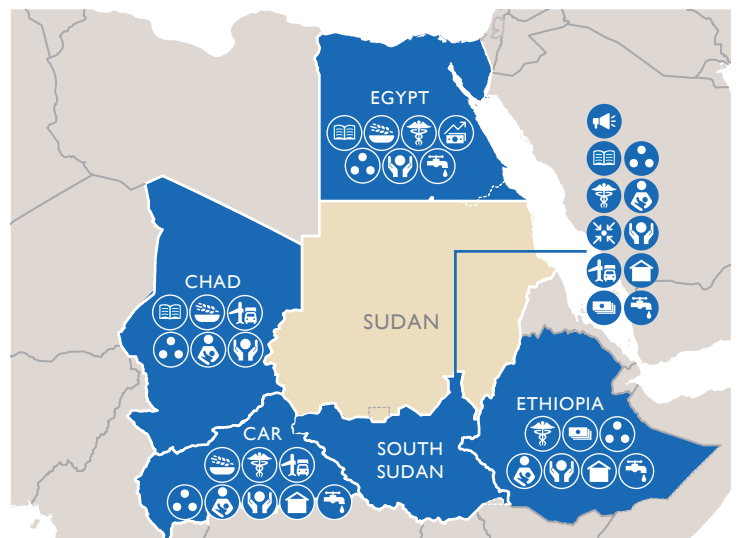 EGYPT
CHAD
SUDAN
ETHIOPIA
CAR
SOUTH
SUDAN